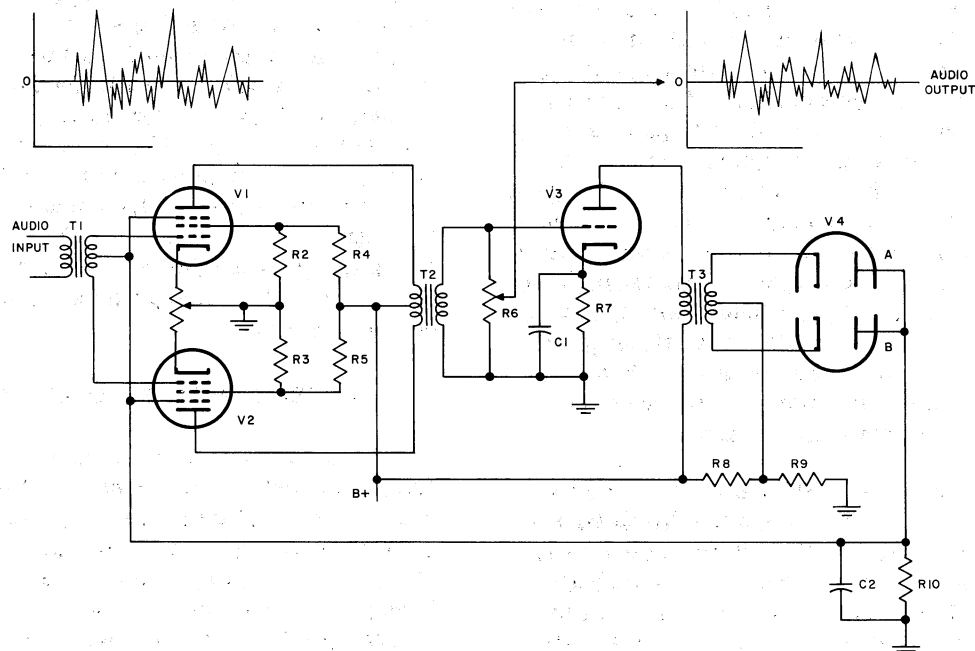 0
0
AUDIO
OUTPUT
V1
V3
AUDIO
INPUT
T1
V4
R2
R4
A
T2
T3
R6
R7
C1
R3
R5
B
V2
R8
R9
B+
C2
R10